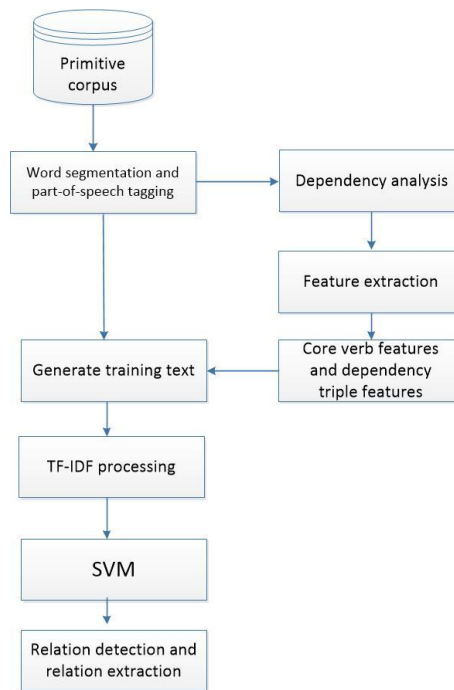 Primitive
corpus
Word segmentation and
part-of-speech tagging
Dependency analysis
Feature extraction
Core verb features
and dependency
triple features
Generate training text
TF-IDF processing
SVM
Relation detection and
relation extraction